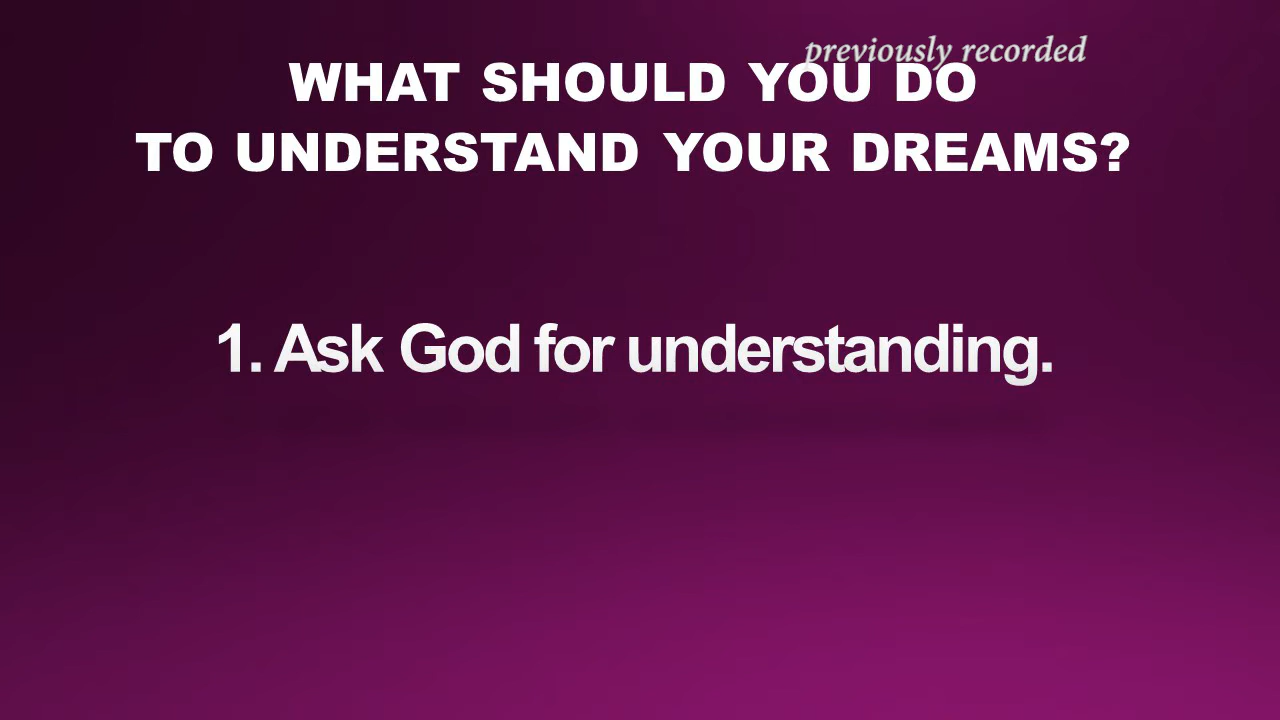 previously recorded
WHAT SHOULD YOU DO
TO UNDERSTAND YOUR DREAMS?
1. Ask God for understanding.